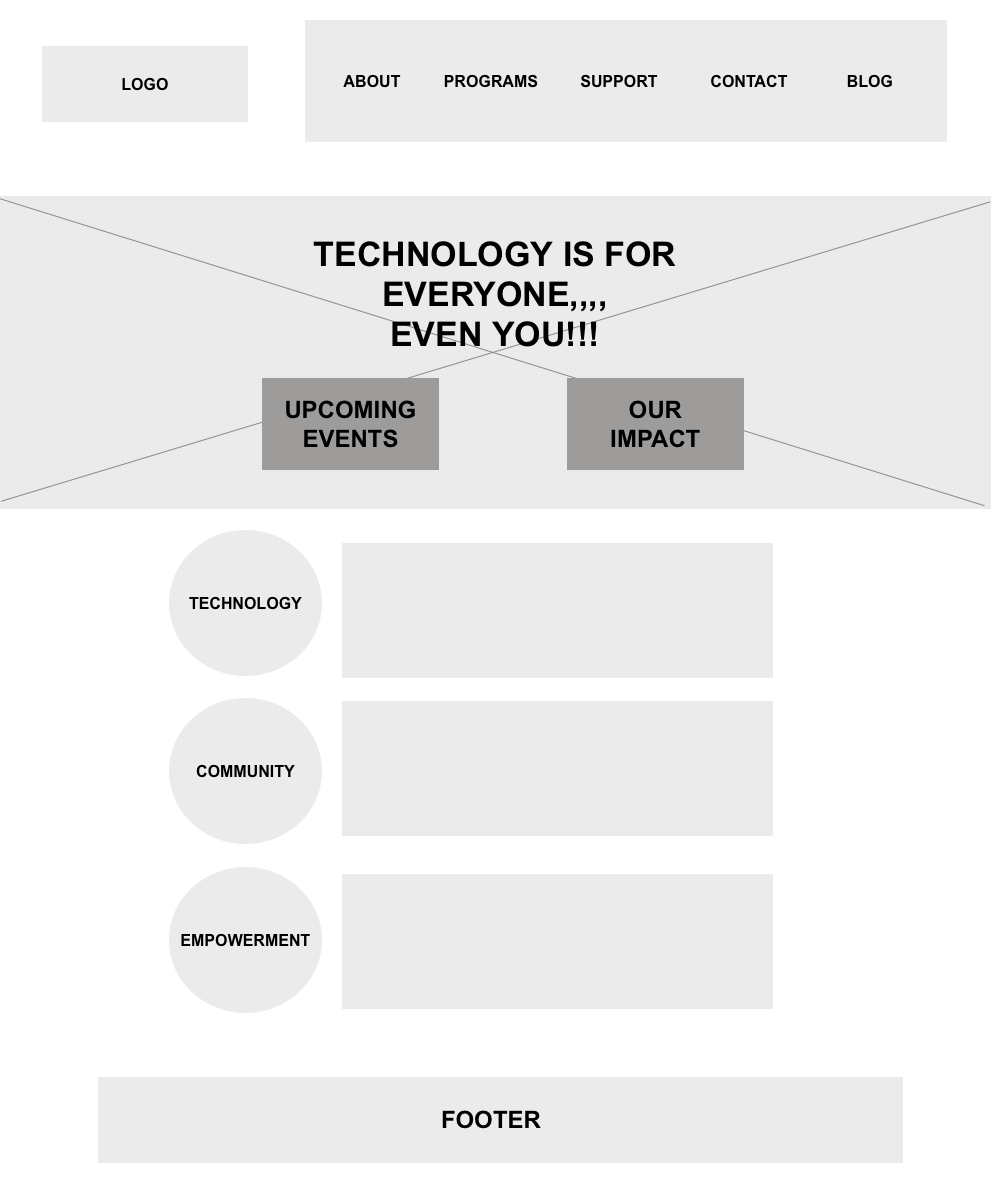 LOGO
ABOUT PROGRAMS SUPPORT CONTACT BLOG
TECHNOLOGY IS FOR
EVERYONE,,,,
EVEN YOU!!!
UPCOMING
EVENTS
OUR
IMPACT
TECHNOLOGY
COMMUNITY
EMPOWERMENT
FOOTER